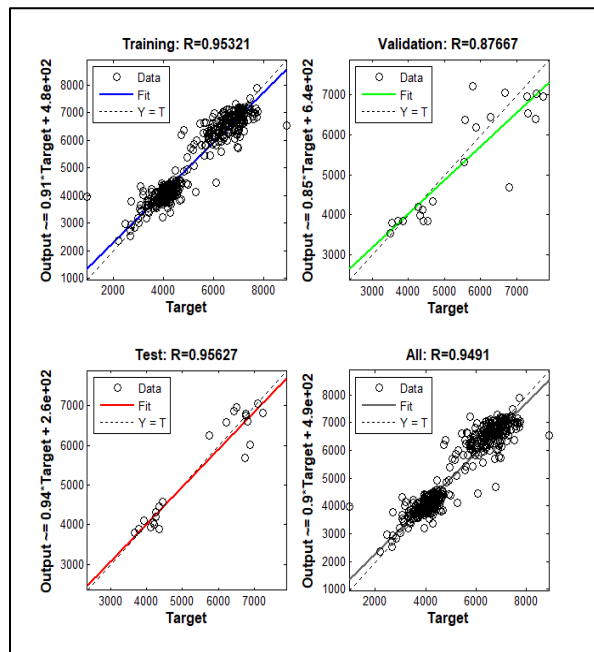 Training: R=0.95321
Output ~= 0.91*Target + 4.8e+02
9000
8000
7000
6000
5000
4000
3000
2000
1000
Data
Fit
Y = T
2000 4000 6000 8000
Target
Validation: R=0.87667
Output ~= 0.85*Target + 6.4e+02
7000
6000
5000
4000
3000
Data
Fit
Y = T
3000 4000 5000 6000 7000
Target
Test: R=0.95627
Output ~= 0.94*Target + 2.6e+02
7000
6000
5000
4000
3000
Data
Fit
Y = T
3000 4000 5000 6000 7000
Target
All: R=0.9491
Output ~= 0.9*Target + 4.9e+02
8000
7000
6000
5000
4000
3000
2000
1000
Data
Fit
Y = T
2000 4000 6000 8000
Target